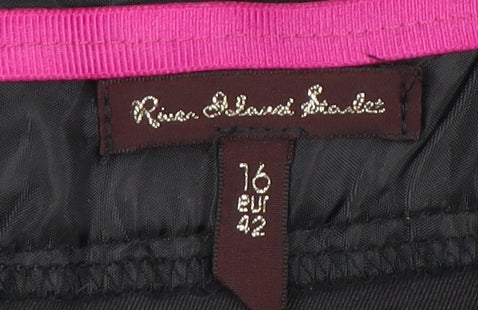 River Island Studio
16
eur
42